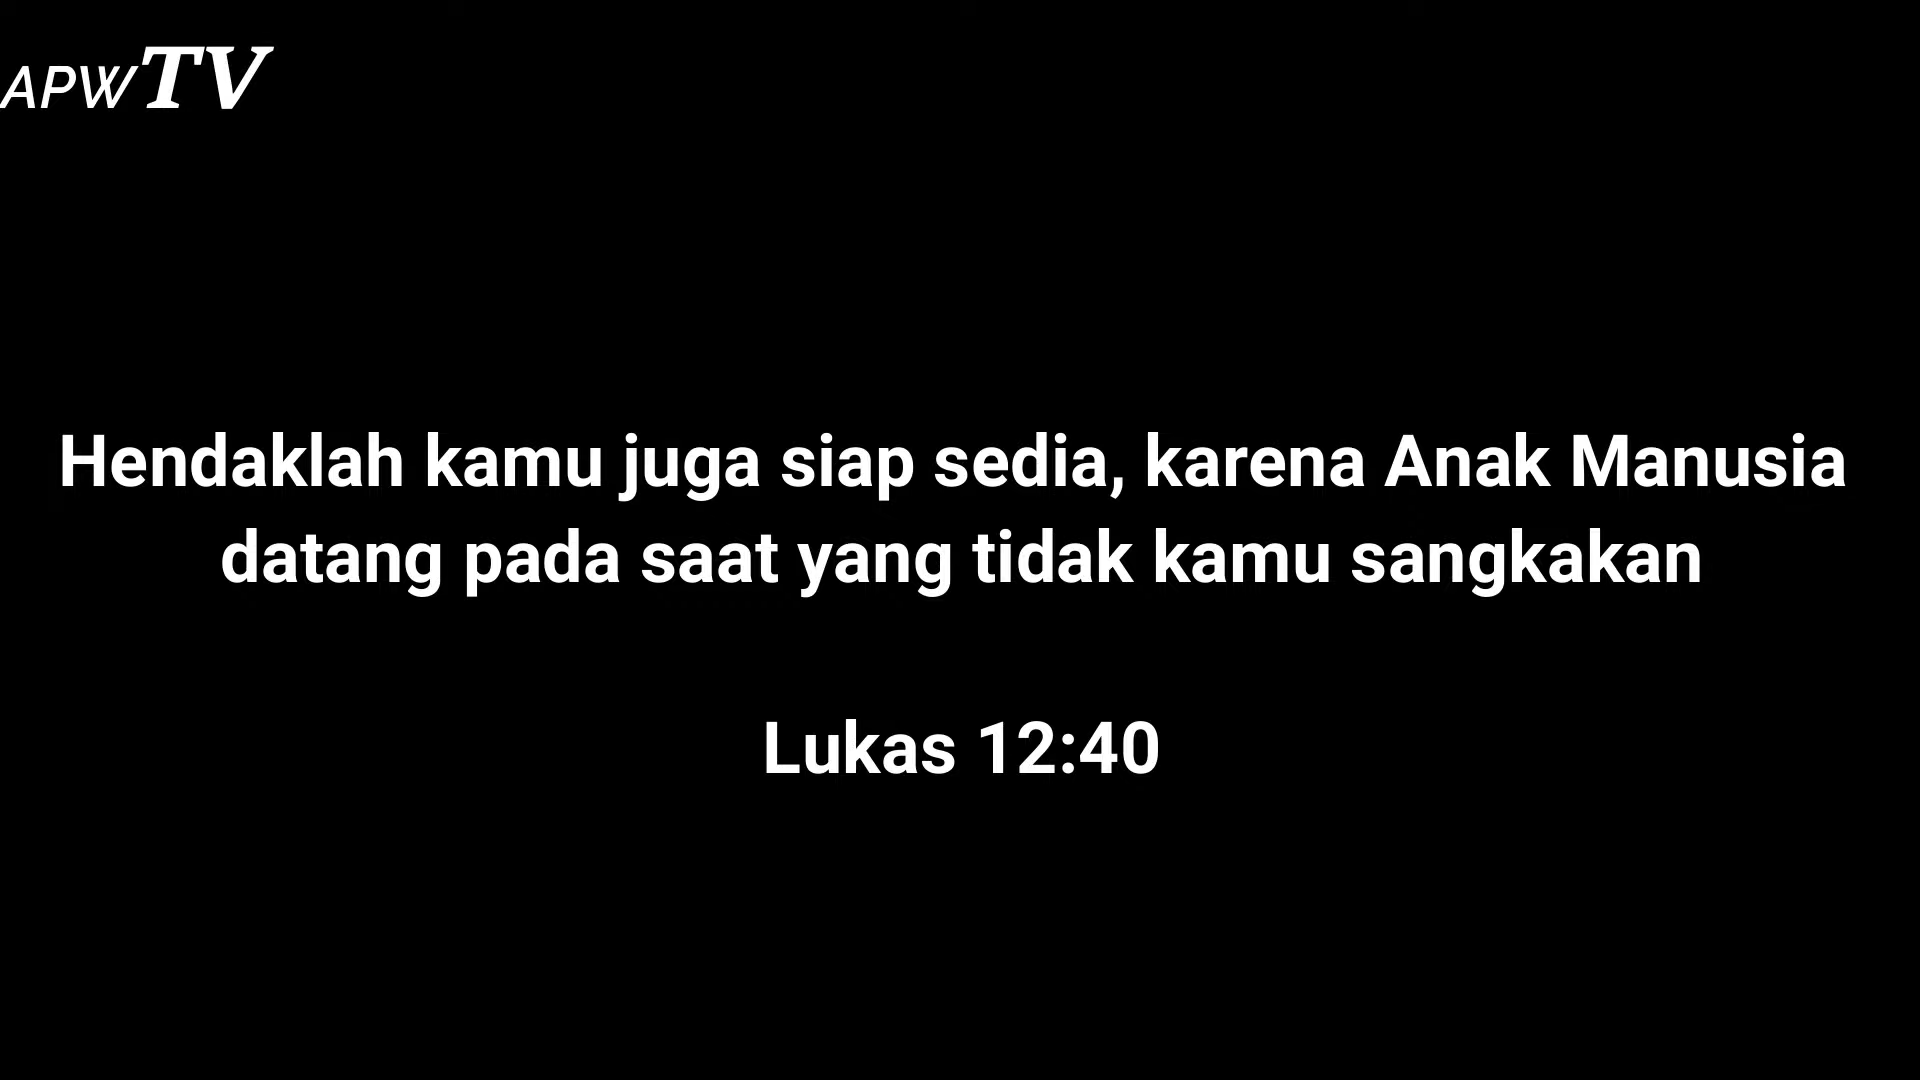 APWTV
Hendaklah kamu juga siap sedia, karena Anak Manusia
datang pada saat yang tidak kamu sangkakan
Lukas 12:40